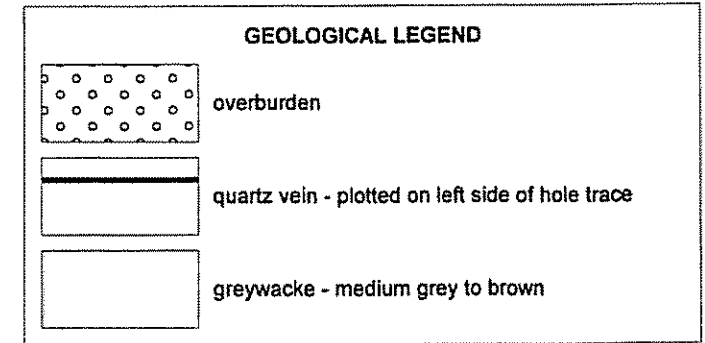 GEOLOGICAL LEGEND
overburden
quartz vein - plotted on left side of hole trace
greywacke - medium grey to brown